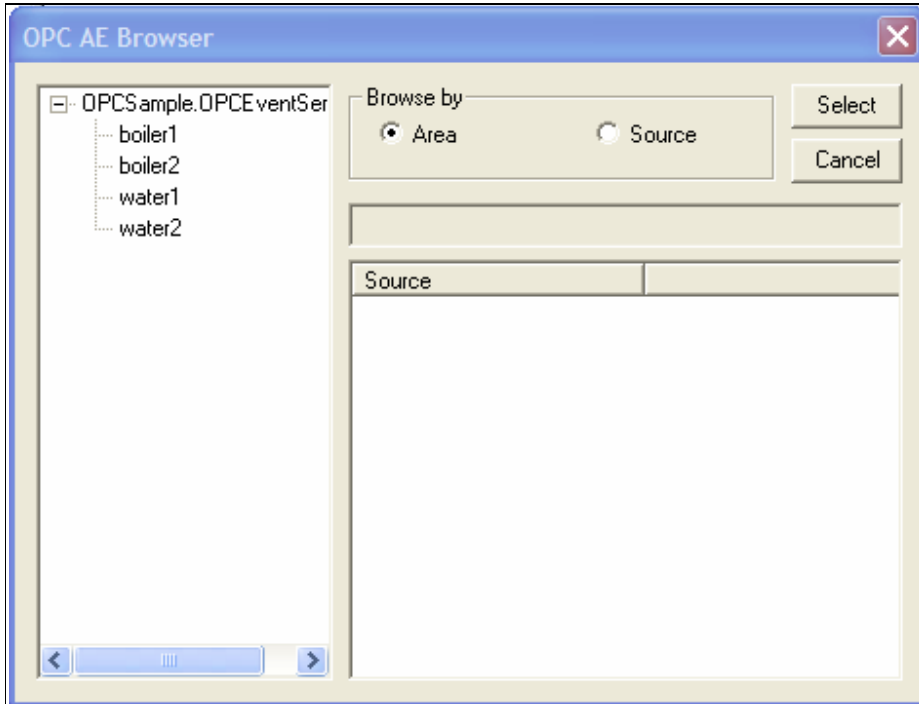 OPC AE Browser
OPCSample.OPCEventSer
boiler1
boiler2
water1
water2
Browse by
Area
Source
Select
Cancel
Source